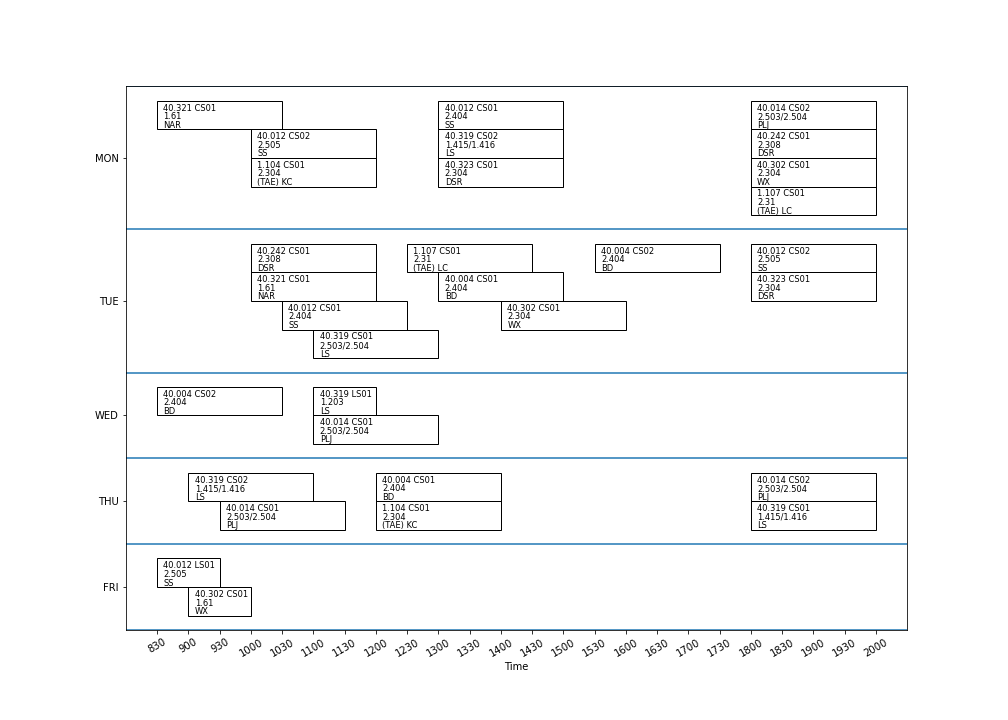 MON
40.321 CS01
1.61
NAR
40.012 CS02
2.505
SS
1.104 CS01
2.304
(TAE) KC
40.012 CS01
2.404
SS
40.319 CS02
1.415/1.416
LS
40.323 CS01
2.304
DSR
40.014 CS02
2.503/2.504
PLJ
40.242 CS01
2.308
DSR
40.302 CS01
2.304
WX
1.107 CS01
2.31
(TAE) LC
TUE
40.242 CS01
2.308
DSR
40.321 CS01
1.61
NAR
40.012 CS01
2.404
SS
40.319 CS01
2.503/2.504
LS
1.107 CS01
2.31
(TAE) LC
40.004 CS01
2.404
BD
40.302 CS01
2.304
WX
40.004 CS02
2.404
BD
40.012 CS02
2.505
SS
40.323 CS01
2.304
DSR
WED
40.004 CS02
2.404
BD
40.319 LS01
1.203
LS
40.014 CS01
2.503/2.504
PLJ
THU
40.319 CS02
1.415/1.416
LS
40.014 CS01
2.503/2.504
PLJ
40.004 CS01
2.404
BD
1.104 CS01
2.304
(TAE) KC
40.014 CS02
2.503/2.504
PLJ
40.319 CS01
1.415/1.416
LS
FRI
40.012 LS01
2.505
SS
40.302 CS01
1.61
WX
830 900 930 1000 1030 1100 1130 1200 1230 1300 1330 1400 1430 1500 1530 1600 1630 1700 1730 1800 1830 1900 1930 2000
Time